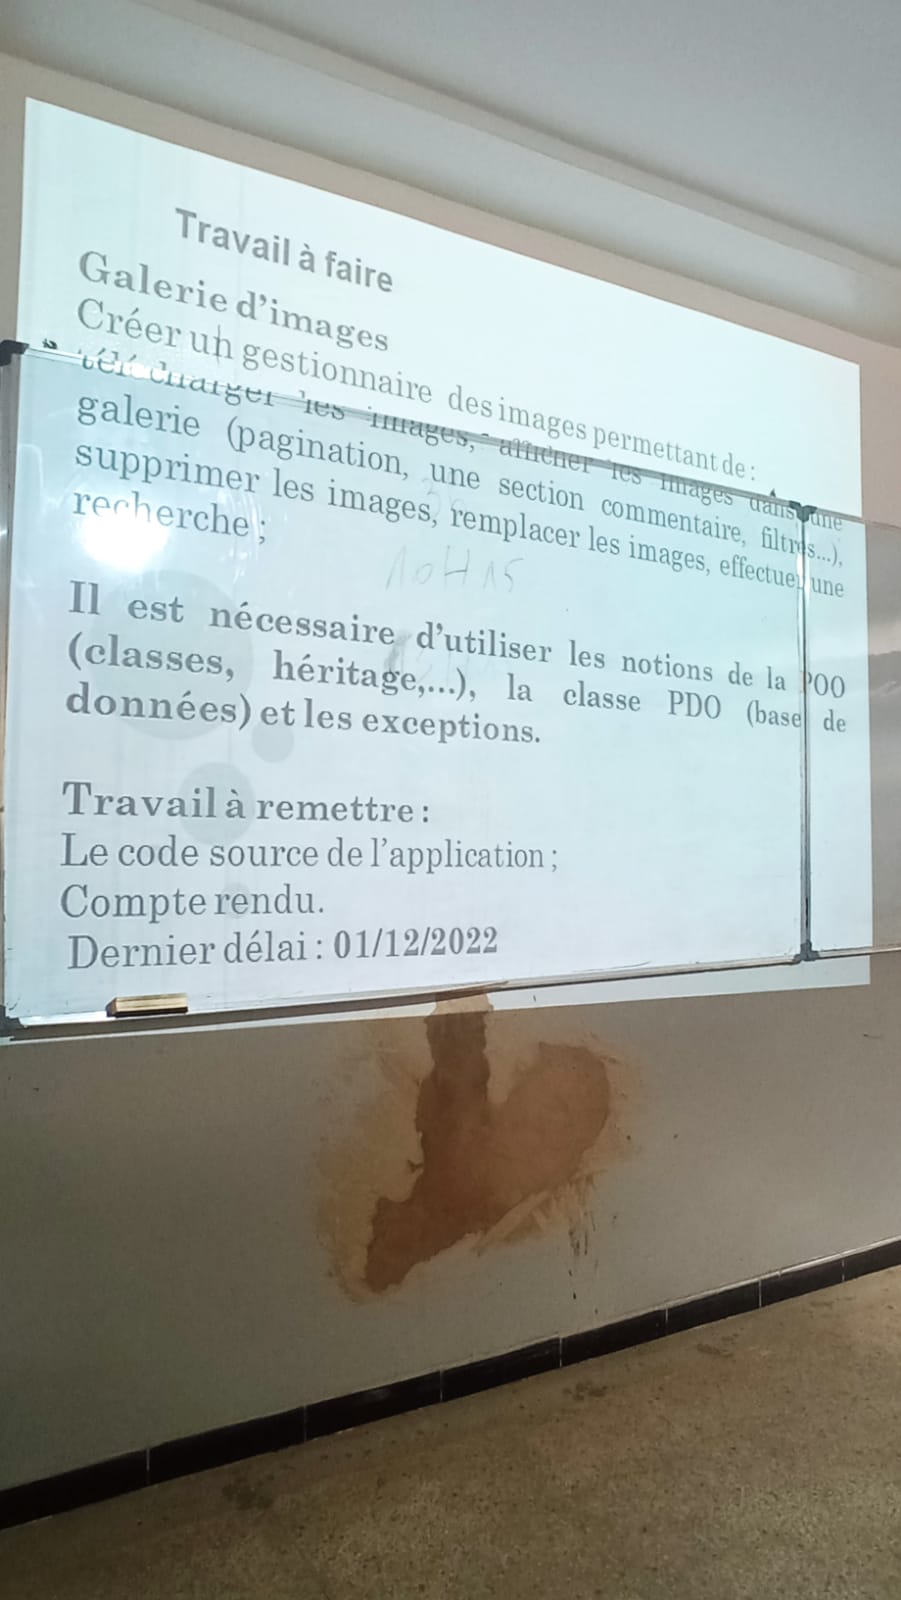 Travail à faire
Galerie d'images
Créer un gestionnaire des images permettant de :
télécharger les images, afficher les images dans une
galerie (pagination, une section commentaire, filtres...),
supprimer les images, remplacer les images, effectuer une
recherche ;
10H15
Il est nécessaire d'utiliser les notions de la POO
(classes, héritage,...), la classe PDO (base de
données) et les exceptions.
Travail à remettre :
Le code source de l'application ;
Compte rendu.
Dernier délai : 01/12/2022